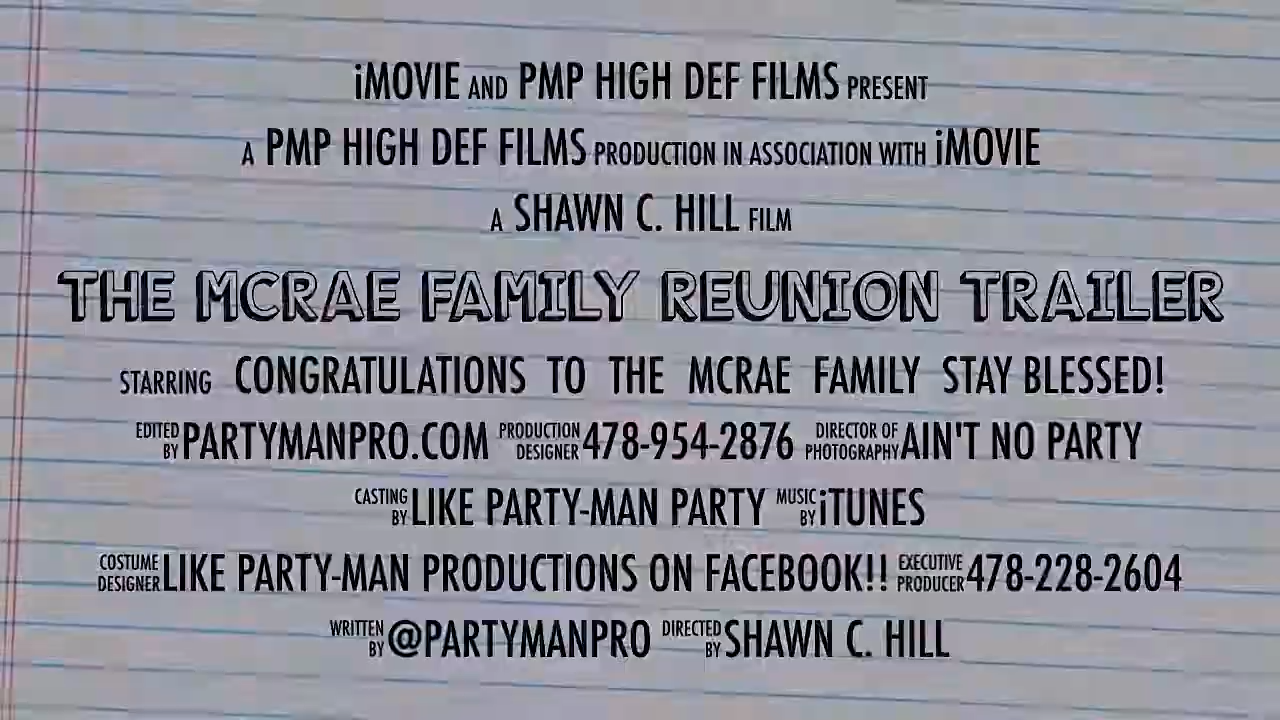 iMOVIE AND PMP HIGH DEF FILMS PRESENT
A PMP HIGH DEF FILMS PRODUCTION IN ASSOCIATION WITH iMOVIE
A SHAWN C. HILL FILM
THE MCRAE FAMILY REUNION TRAILER
STARRING CONGRATULATIONS TO THE MCRAE FAMILY STAY BLESSED!
EDITED BY PARTYMANPRO.COM PRODUCTION DESIGNER 478-954-2876 DIRECTOR OF PHOTOGRAPHY AIN'T NO PARTY
CASTING BY LIKE PARTY-MAN PARTY MUSIC BY iTUNES
COSTUME DESIGNER LIKE PARTY-MAN PRODUCTIONS ON FACEBOOK!! EXECUTIVE PRODUCER 478-228-2604
WRITTEN BY @PARTYMANPRO DIRECTED BY SHAWN C. HILL